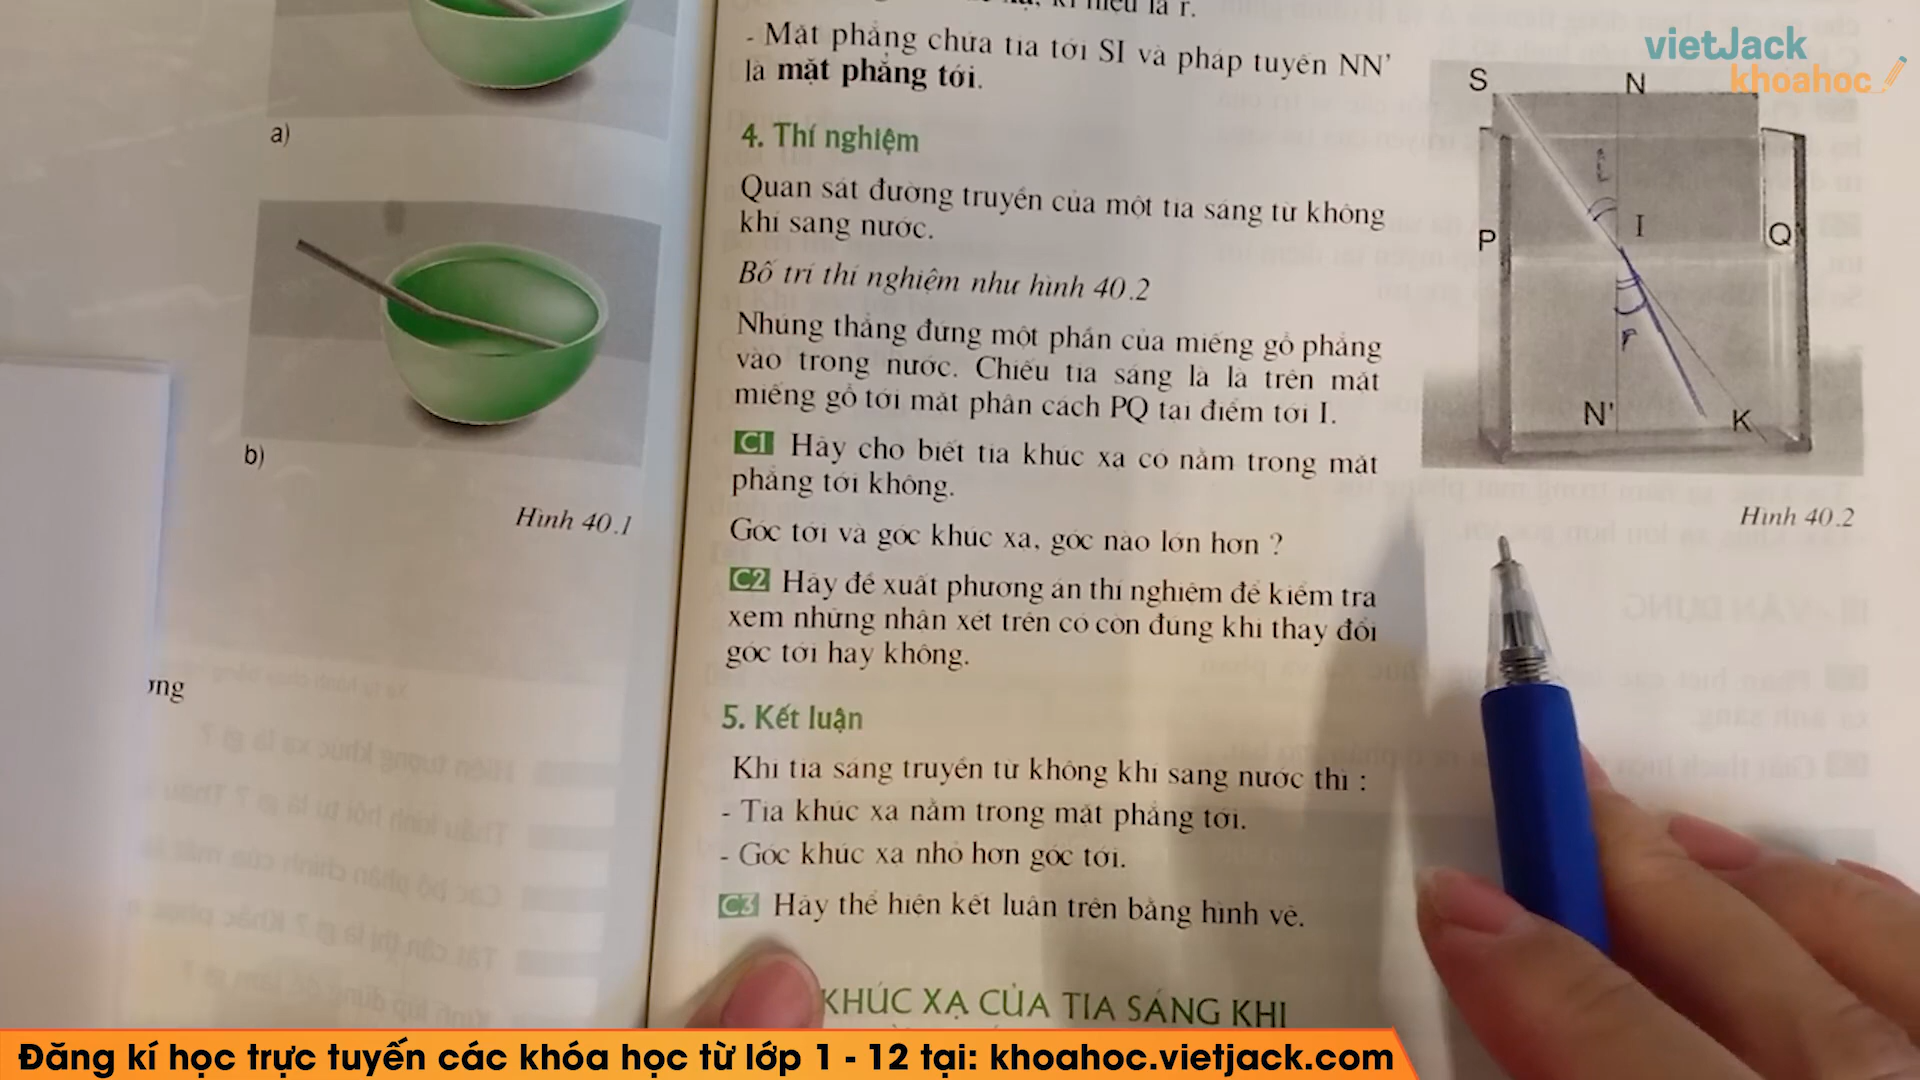 a)
b)
Hình 40.1
ơng
là r.
- Mặt phẳng chứa tia tới SI và pháp tuyến NN'
là mặt phẳng tới.
4. Thí nghiệm
Quan sát đường truyền của một tia sáng từ không
khí sang nước.
Bố trí thí nghiệm như hình 40.2
Nhúng thẳng đứng một phần của miếng gỗ phẳng
vào trong nước. Chiếu tia sáng là là trên mặt
miếng gỗ tới mặt phân cách PQ tại điểm tới I.
C1 Hãy cho biết tia khúc xạ có nằm trong mặt
phẳng tới không.
Góc tới và góc khúc xạ, góc nào lớn hơn ?
C2 Hãy đề xuất phương án thí nghiệm để kiểm tra
xem những nhận xét trên có còn đúng khi thay đổi
góc tới hay không.
5. Kết luận
Khi tia sáng truyền từ không khí sang nước thì :
- Tia khúc xạ nằm trong mặt phẳng tới.
- Góc khúc xạ nhỏ hơn góc tới.
C3 Hãy thể hiện kết luận trên bằng hình vẽ.
KHÚC XẠ CỦA TIA SÁNG KHI
vietJack
khoahoc
S N
i
P I Q
r
N' K
Hình 40.2
Đăng kí học trực tuyến các khóa học từ lớp 1 - 12 tại: khoahoc.vietjack.com